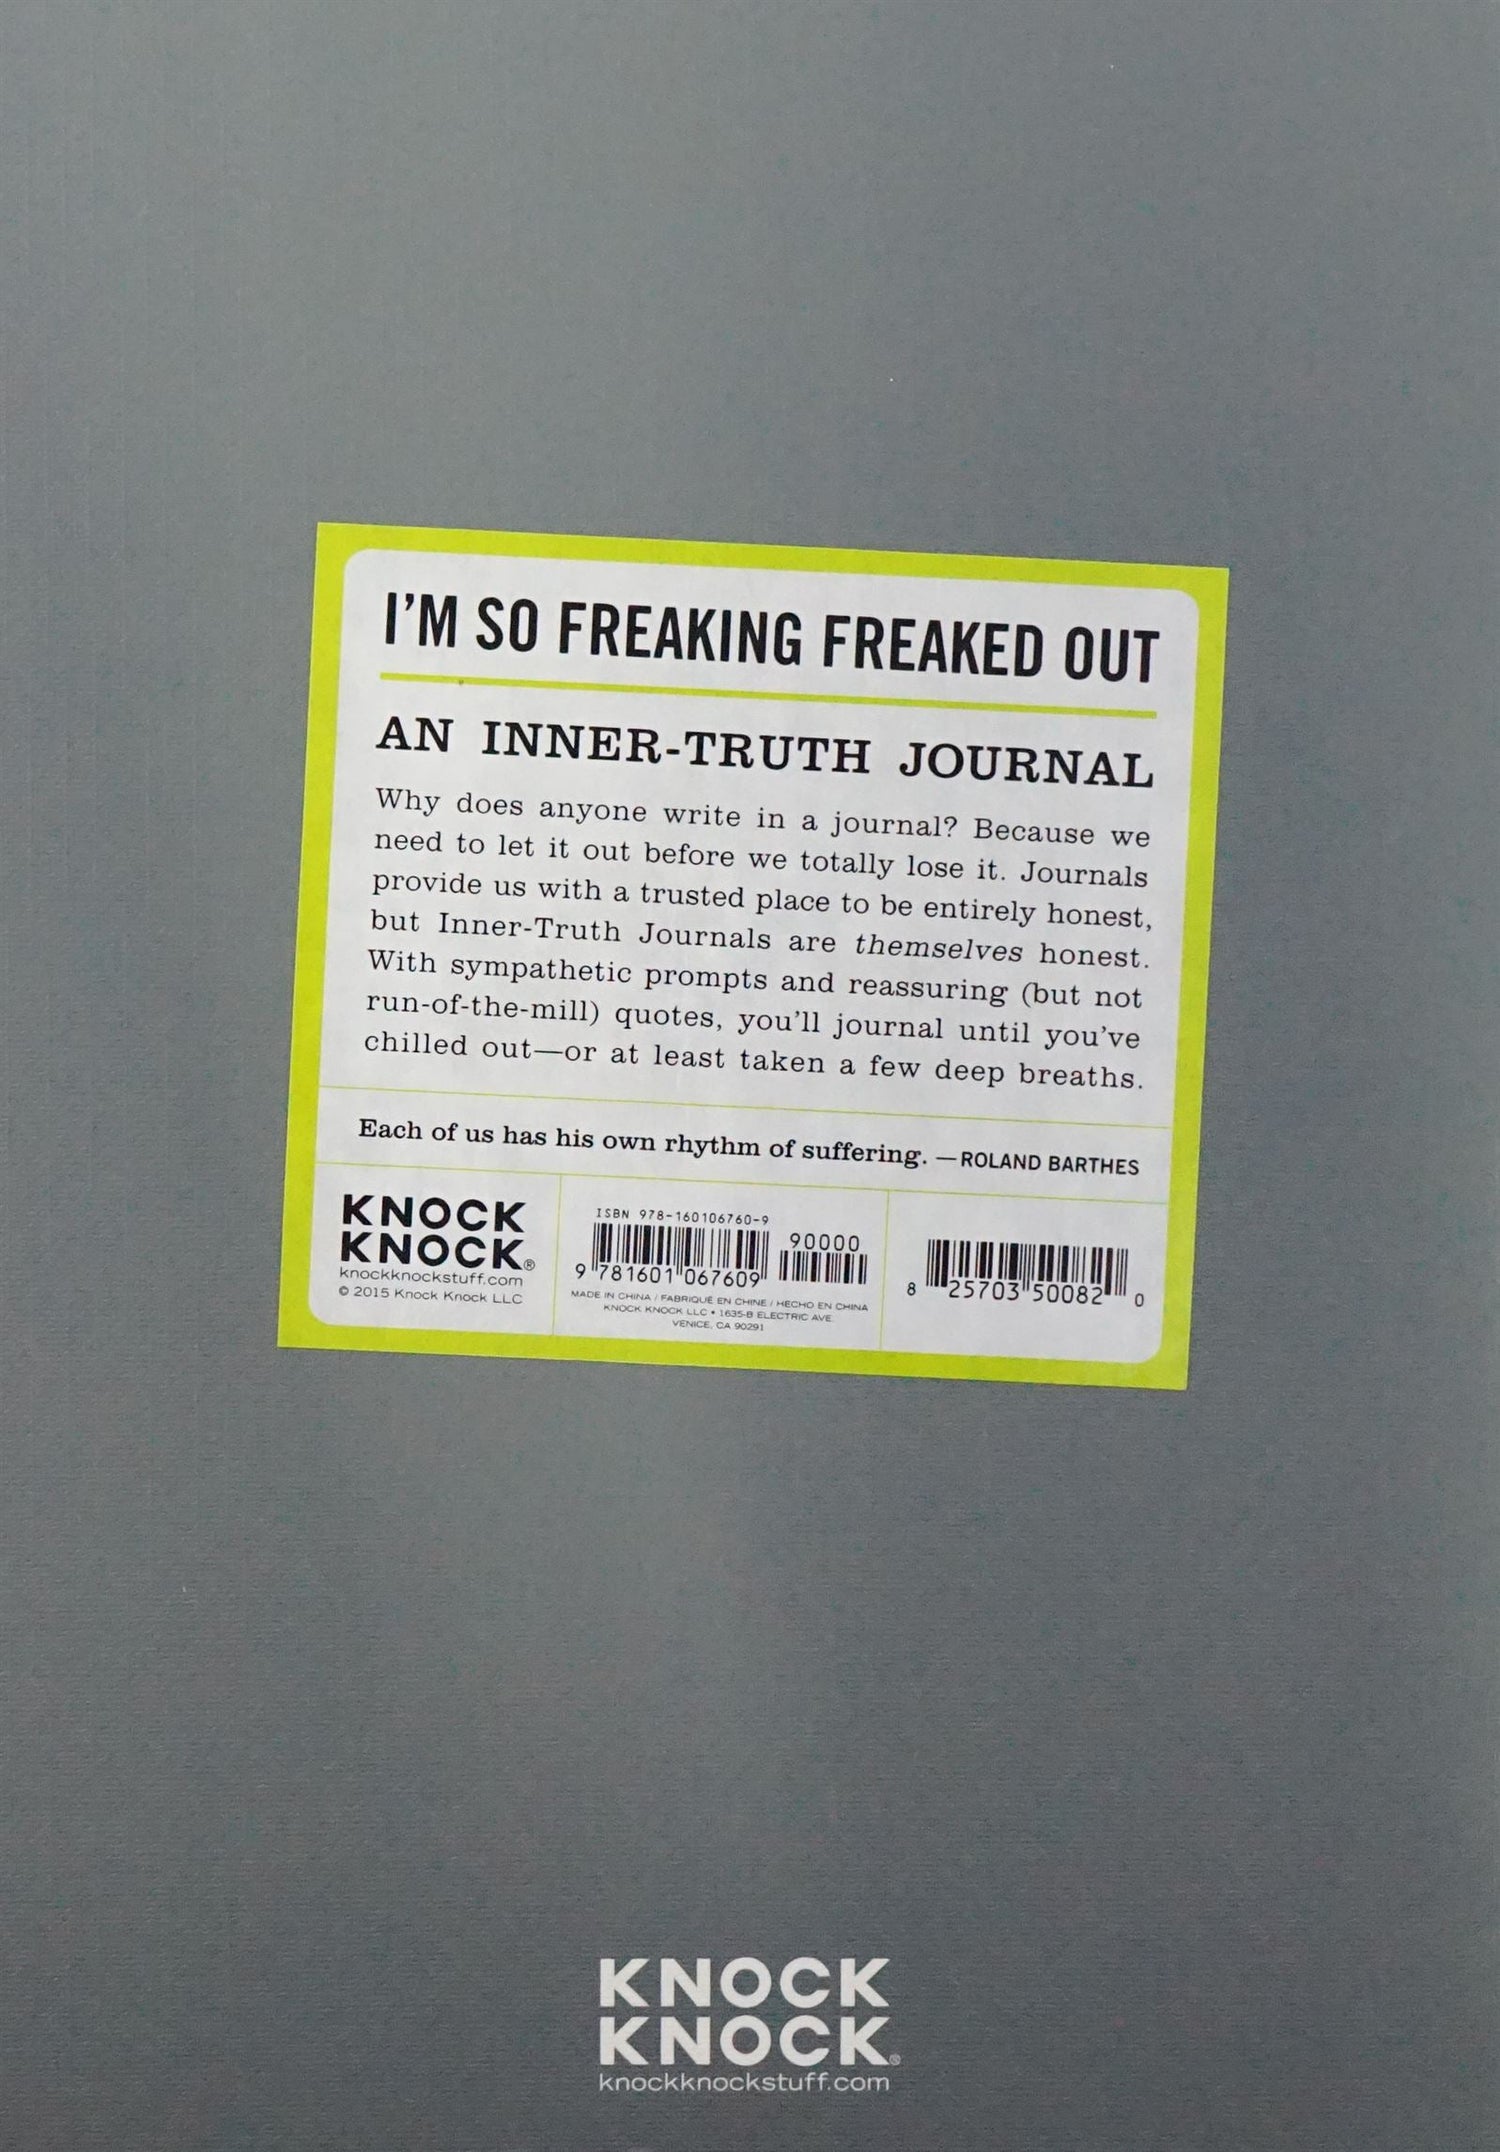 I'M SO FREAKING FREAKED OUT
AN INNER-TRUTH JOURNAL
Why does anyone write in a journal? Because we
need to let it out before we totally lose it. Journals
provide us with a trusted place to be entirely honest,
but Inner-Truth Journals are themselves honest.
With sympathetic prompts and reassuring (but not
run-of-the-mill) quotes, you'll journal until you've
chilled out—or at least taken a few deep breaths.
Each of us has his own rhythm of suffering. —ROLAND BARTHES
KNOCK
KNOCK®
knockknockstuff.com
© 2015 Knock Knock LLC
ISBN 978-160106760-9
90000
9 781601 067609
MADE IN CHINA / FABRIQUÉ EN CHINE / HECHO EN CHINA
KNOCK KNOCK LLC • 1635-B ELECTRIC AVE.
VENICE, CA 90291
8 25703 50082 0
KNOCK
KNOCK®
knockknockstuff.com